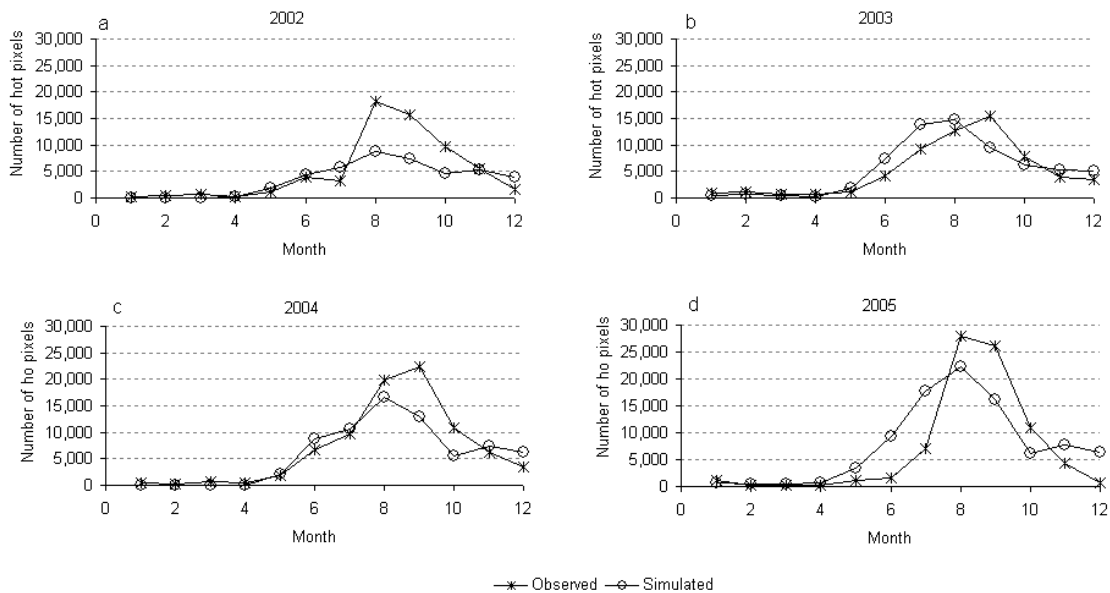 a
2002
Number of hot pixels
30,000
25,000
20,000
15,000
10,000
5,000
0
0 2 4 6 8 10 12
Month
b
2003
Number of hot pixels
30,000
25,000
20,000
15,000
10,000
5,000
0
0 2 4 6 8 10 12
Month
c
2004
Number of ho pixels
30,000
25,000
20,000
15,000
10,000
5,000
0
0 2 4 6 8 10 12
Month
d
2005
Number of ho pixels
30,000
25,000
20,000
15,000
10,000
5,000
0
0 2 4 6 8 10 12
Month
Observed Simulated